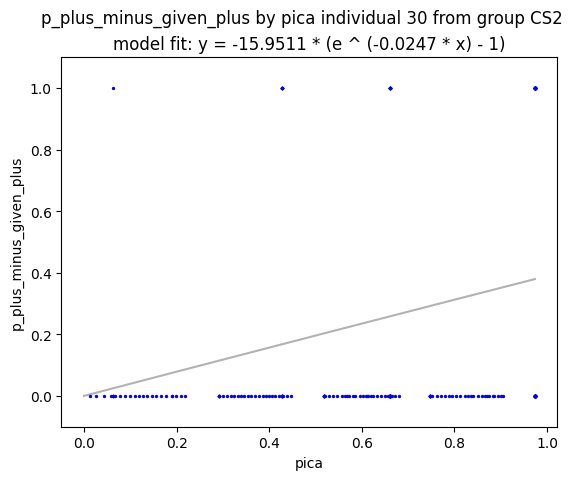 p_plus_minus_given_plus by pica individual 30 from group CS2
model fit: y = -15.9511 * (e ^ (-0.0247 * x) - 1)
1.0
0.8
0.6
0.4
0.2
0.0
p_plus_minus_given_plus
0.0 0.2 0.4 0.6 0.8 1.0
pica